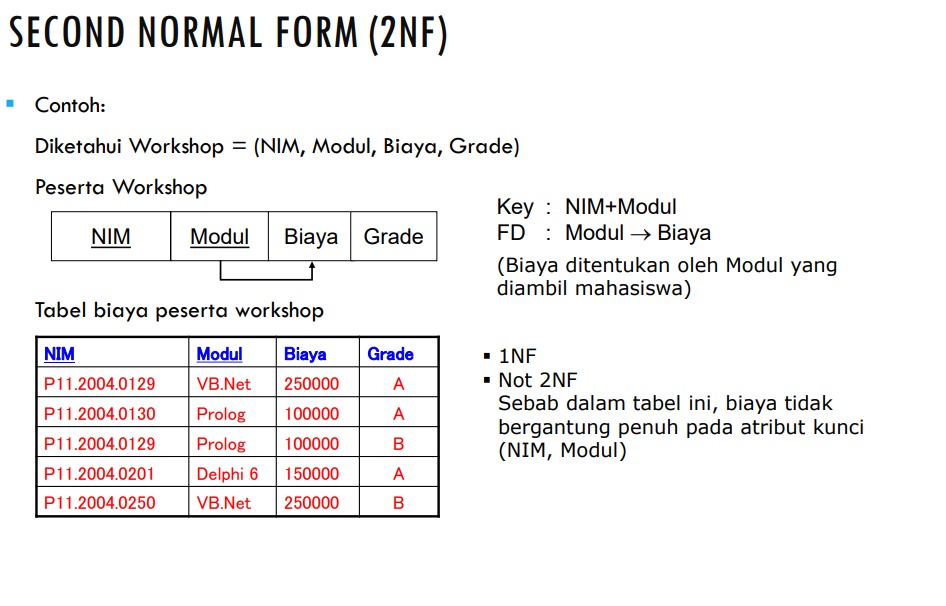 SECOND NORMAL FORM (2NF)
▪ Contoh:
Diketahui Workshop = (NIM, Modul, Biaya, Grade)
Peserta Workshop
NIM Modul Biaya Grade
Key : NIM+Modul
FD : Modul → Biaya
(Biaya ditentukan oleh Modul yang
diambil mahasiswa)
Tabel biaya peserta workshop
NIM Modul Biaya Grade
P11.2004.0129 VB.Net 250000 A
P11.2004.0130 Prolog 100000 A
P11.2004.0129 Prolog 100000 B
P11.2004.0201 Delphi 6 150000 A
P11.2004.0250 VB.Net 250000 B
▪ 1NF
▪ Not 2NF
Sebab dalam tabel ini, biaya tidak
bergantung penuh pada atribut kunci
(NIM, Modul)